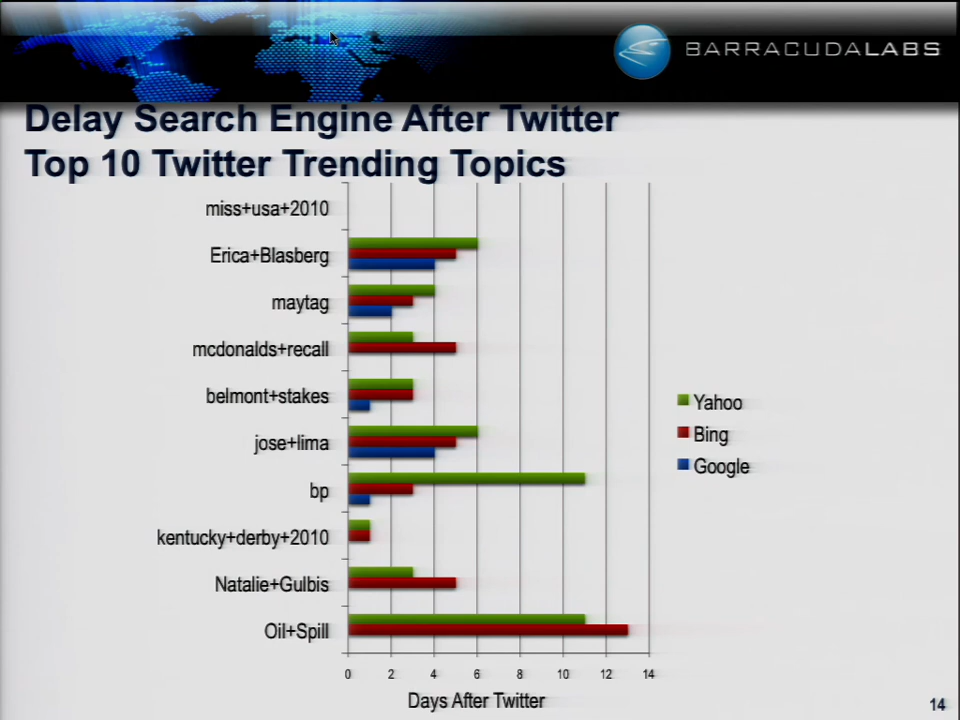 BARRACUDALABS
Delay Search Engine After Twitter
Top 10 Twitter Trending Topics
miss+usa+2010
Erica+Blasberg
maytag
mcdonalds+recall
belmont+stakes
jose+lima
bp
kentucky+derby+2010
Natalie+Gulbis
Oil+Spill
Yahoo
Bing
Google
0 2 4 6 8 10 12 14
Days After Twitter
14